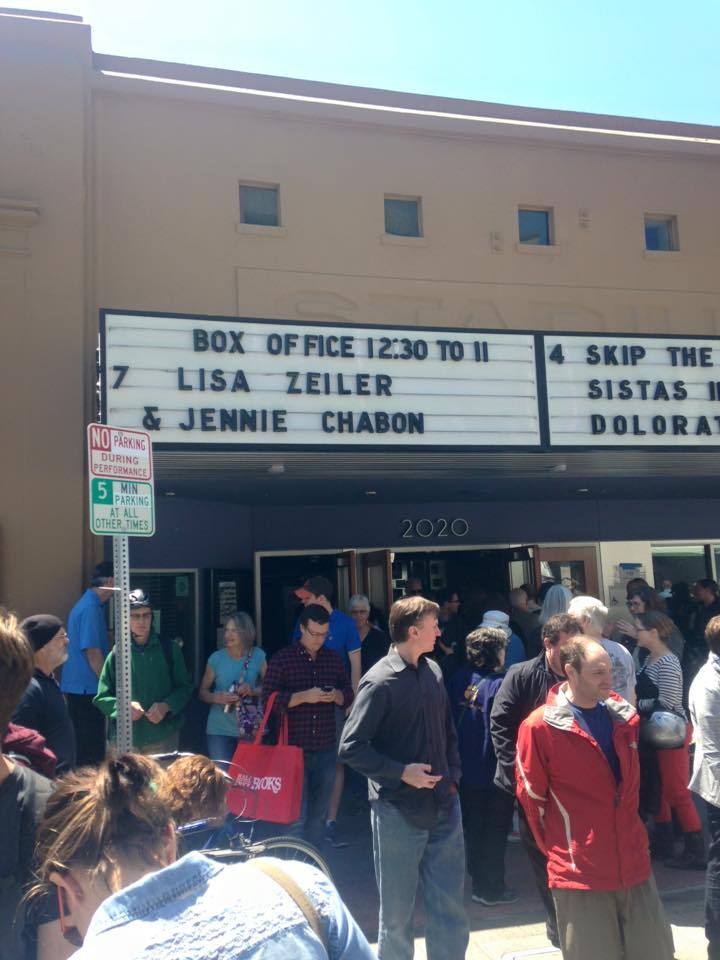 BOX OFFICE 12:30 TO 11
7 LISA ZEILER
& JENNIE CHABON
4 SKIP THE
SISTAS
DOLORAT
NO PARKING
DURING
PERFORMANCE
5 MIN
PARKING
AT ALL
OTHER TIMES
2020
BOOKS